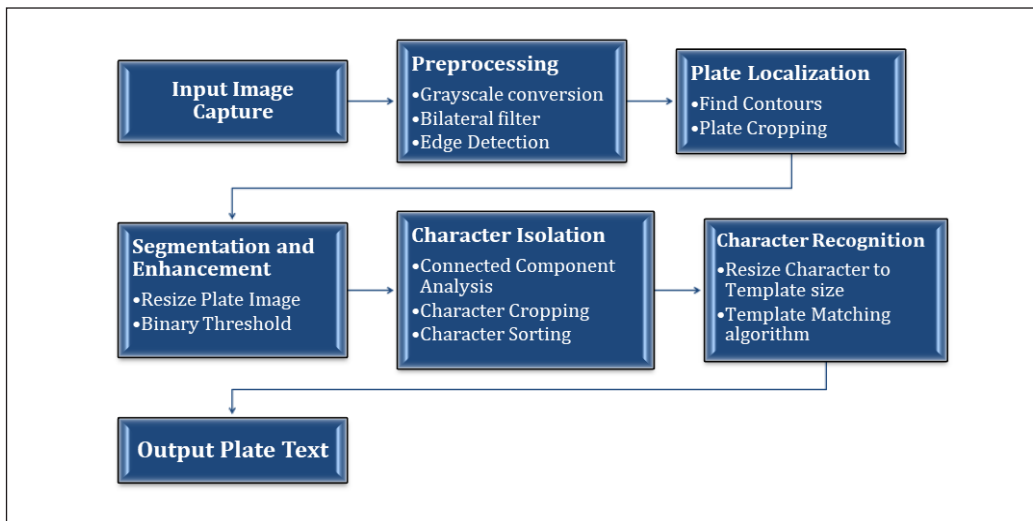 Input Image
Capture
Preprocessing
•Grayscale conversion
•Bilateral filter
•Edge Detection
Plate Localization
•Find Contours
•Plate Cropping
Segmentation and
Enhancement
•Resize Plate Image
•Binary Threshold
Character Isolation
•Connected Component
Analysis
•Character Cropping
•Character Sorting
Character Recognition
•Resize Character to
Template size
•Template Matching
algorithm
Output Plate Text